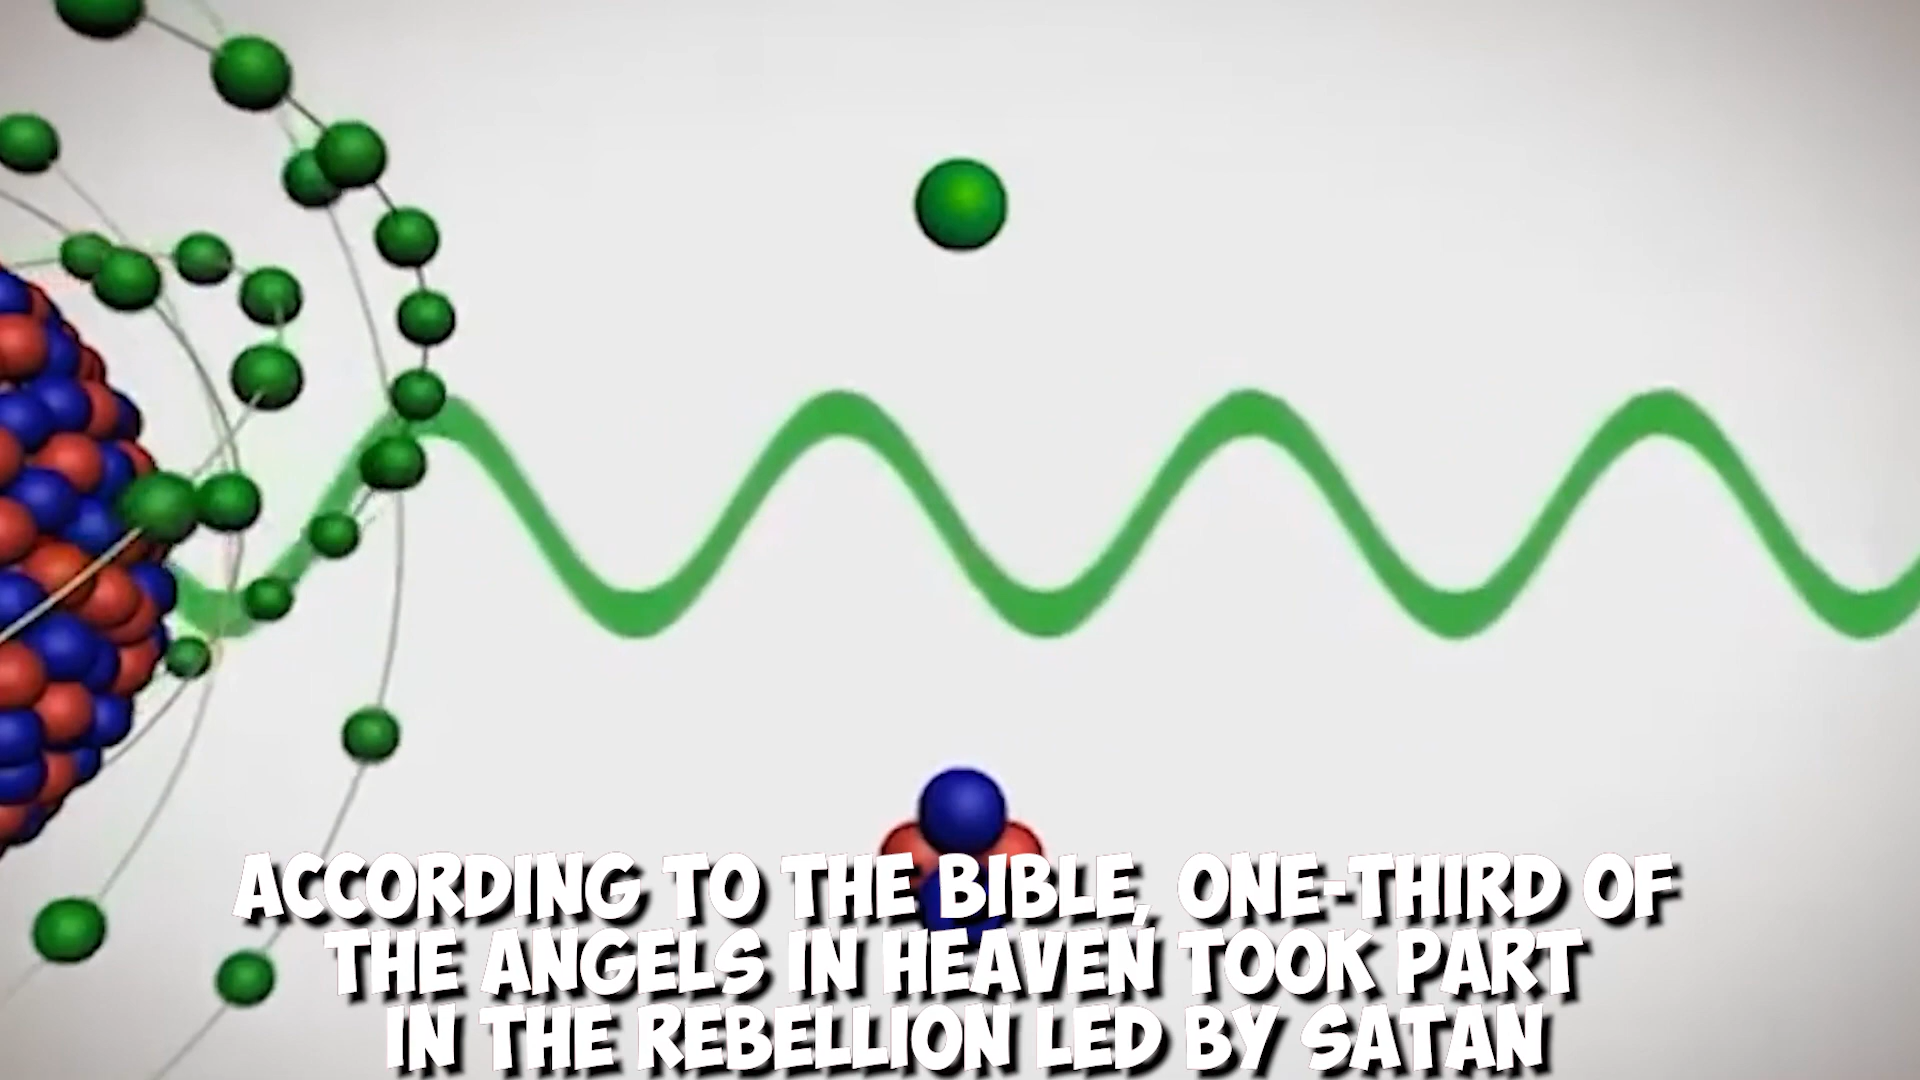 ACCORDING TO THE BIBLE, ONE-THIRD OF
THE ANGELS IN HEAVEN TOOK PART
IN THE REBELLION LED BY SATAN